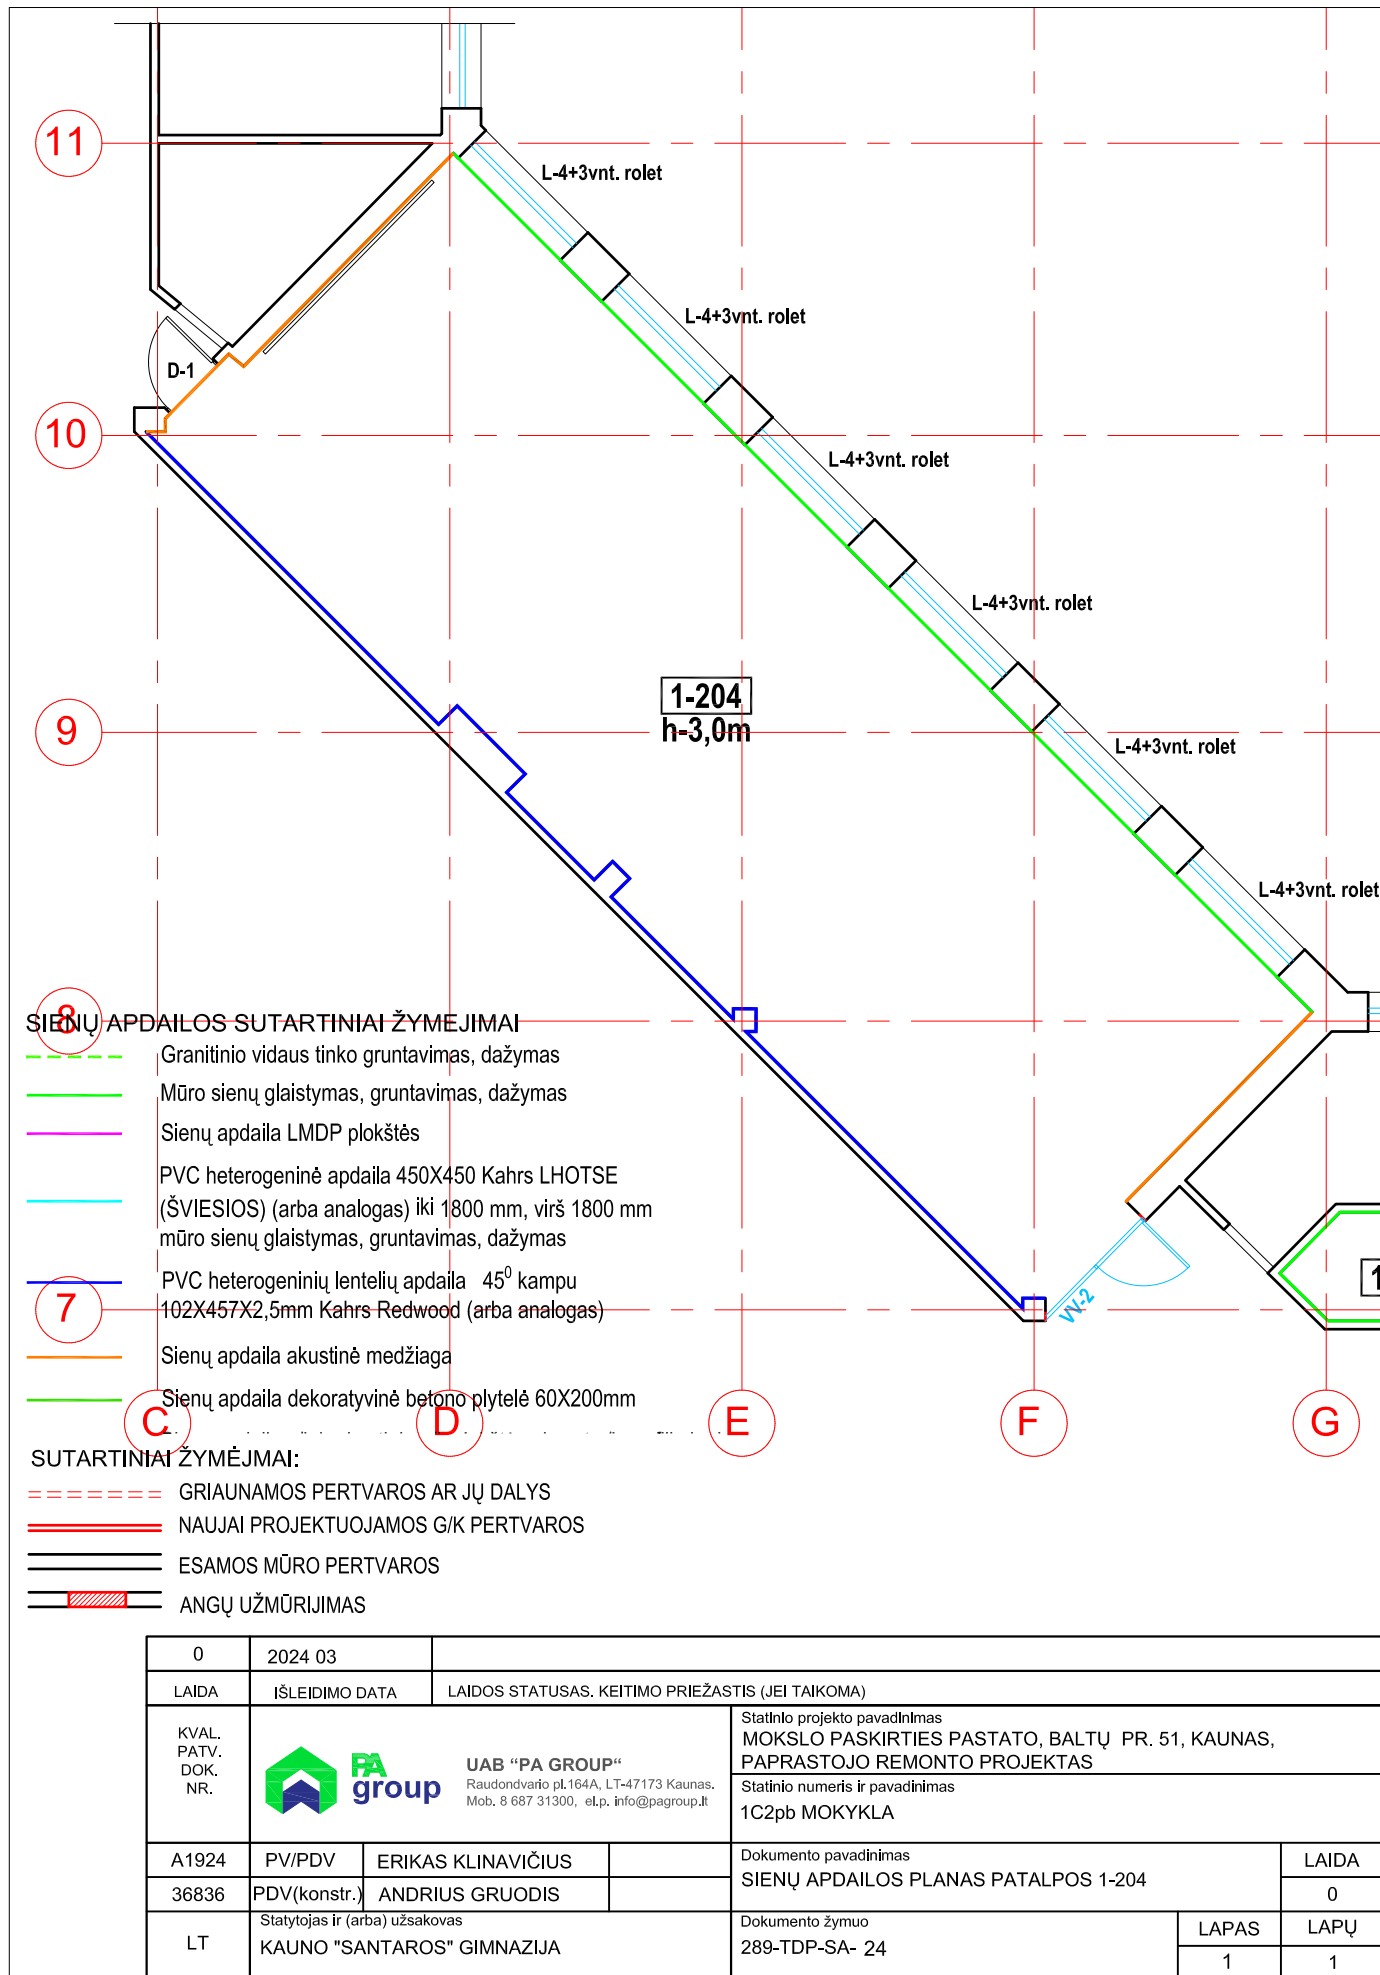 11
L-4+3vnt. rolet
L-4+3vnt. rolet
D-1
10
L-4+3vnt. rolet
L-4+3vnt. rolet
1-204
h-3,0m
9
L-4+3vnt. rolet
L-4+3vnt. rolet
8
SIENŲ APDAILOS SUTARTINIAI ŽYMĖJIMAI
Granitinio vidaus tinko gruntavimas, dažymas
Mūro sienų glaistymas, gruntavimas, dažymas
Sienų apdaila LMDP plokštės
PVC heterogeninė apdaila 450X450 Kahrs LHOTSE
(ŠVIESIOS) (arba analogas) iki 1800 mm, virš 1800 mm
mūro sienų glaistymas, gruntavimas, dažymas
PVC heterogeninių lentelių apdaila 45⁰ kampu
102X457X2,5mm Kahrs Redwood (arba analogas)
7
VV-2
1
Sienų apdaila akustinė medžiaga
Sienų apdaila dekoratyvinė betono plytelė 60X200mm
C
D
E
F
G
SUTARTINIAI ŽYMĖJMAI:
GRIAUNAMOS PERTVAROS AR JŲ DALYS
NAUJAI PROJEKTUOJAMOS G/K PERTVAROS
ESAMOS MŪRO PERTVAROS
ANGŲ UŽMŪRIJIMAS
0
2024 03
LAIDA
IŠLEIDIMO DATA
LAIDOS STATUSAS. KEITIMO PRIEŽASTIS (JEI TAIKOMA)
KVAL.
PATV.
DOK.
NR.
PA
group
UAB “PA GROUP“
Raudondvario pl.164A, LT-47173 Kaunas.
Mob. 8 687 31300, el.p. info@pagroup.lt
Statinio projekto pavadinimas
MOKSLO PASKIRTIES PASTATO, BALTŲ PR. 51, KAUNAS,
PAPRASTOJO REMONTO PROJEKTAS
Statinio numeris ir pavadinimas
1C2pb MOKYKLA
A1924
PV/PDV
ERIKAS KLINAVIČIUS
36836
PDV(konstr.)
ANDRIUS GRUODIS
Dokumento pavadinimas
SIENŲ APDAILOS PLANAS PATALPOS 1-204
LAIDA
0
LT
Statytojas ir (arba) užsakovas
KAUNO "SANTAROS" GIMNAZIJA
Dokumento žymuo
289-TDP-SA- 24
LAPAS
LAPŲ
1
1